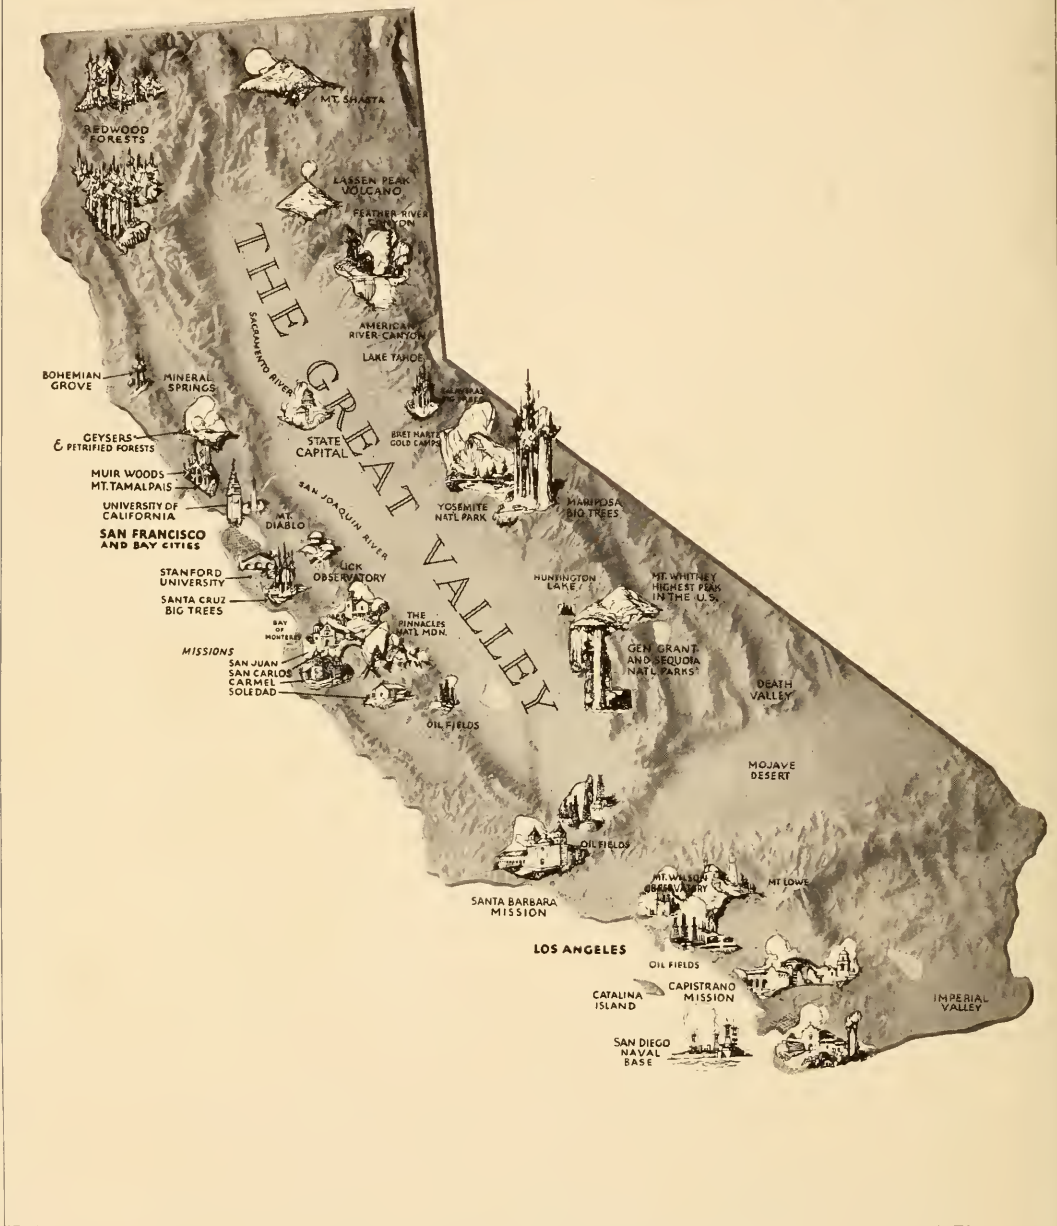 MT. SHASTA
REDWOOD
FORESTS
LASSEN PEAK
VOLCANO
FEATHER RIVER
CANYON
THE GREAT VALLEY
SACRAMENTO RIVER
AMERICAN
RIVER-CANYON
LAKE TAHOE
BOHEMIAN
GROVE
MINERAL
SPRINGS
CALAVERAS
BIG TREES
GEYSERS
& PETRIFIED FORESTS
STATE
CAPITAL
BRET HARTE
GOLD CAMPS
MUIR WOODS
MT. TAMALPAIS
UNIVERSITY OF
CALIFORNIA
SAN JOAQUIN RIVER
YOSEMITE
NAT'L PARK
MARIPOSA
BIG TREES
MT.
DIABLO
SAN FRANCISCO
AND BAY CITIES
STANFORD
UNIVERSITY
LICK
OBSERVATORY
HUNTINGTON
LAKE
MT. WHITNEY
HIGHEST PEAK
IN THE U.S.
SANTA CRUZ
BIG TREES
BAY
OF
MONTEREY
THE
PINNACLES
NAT'L MON.
MISSIONS
SAN JUAN
SAN CARLOS
CARMEL
SOLEDAD
GEN. GRANT
AND SEQUOIA
NAT'L PARKS
DEATH
VALLEY
OIL FIELDS
MOJAVE
DESERT
OIL FIELDS
SANTA BARBARA
MISSION
MT. WILSON
OBSERVATORY
MT LOWE
LOS ANGELES
OIL FIELDS
CATALINA
ISLAND
CAPISTRANO
MISSION
IMPERIAL
VALLEY
SAN DIEGO
NAVAL
BASE